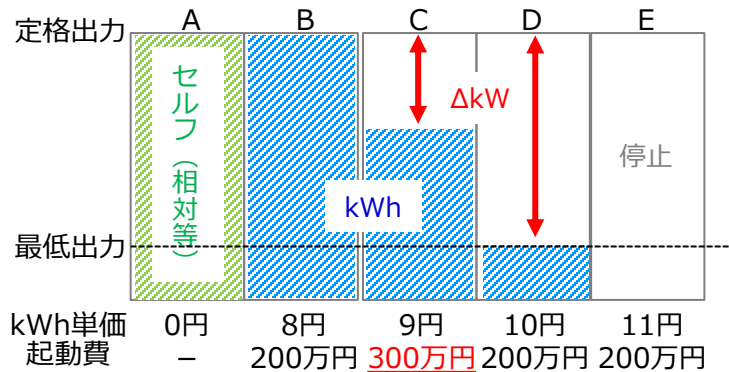 A B C D E
定格出力
セルフ（相対等）
ΔkW
停止
kWh
最低出力
kWh単価 0円 8円 9円 10円 11円
起動費 － 200万円 300万円 200万円 200万円